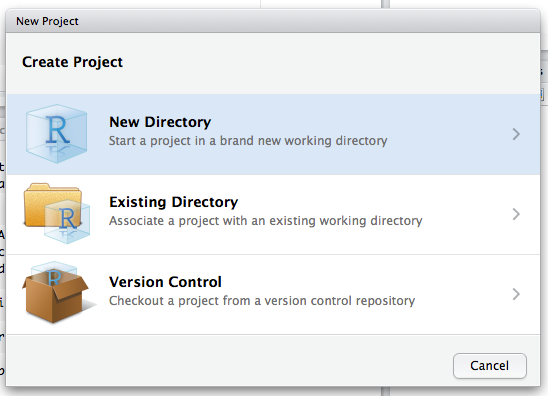 New Project
Create Project
R
New Directory
Start a project in a brand new working directory
R
Existing Directory
Associate a project with an existing working directory
R
Version Control
Checkout a project from a version control repository
Cancel